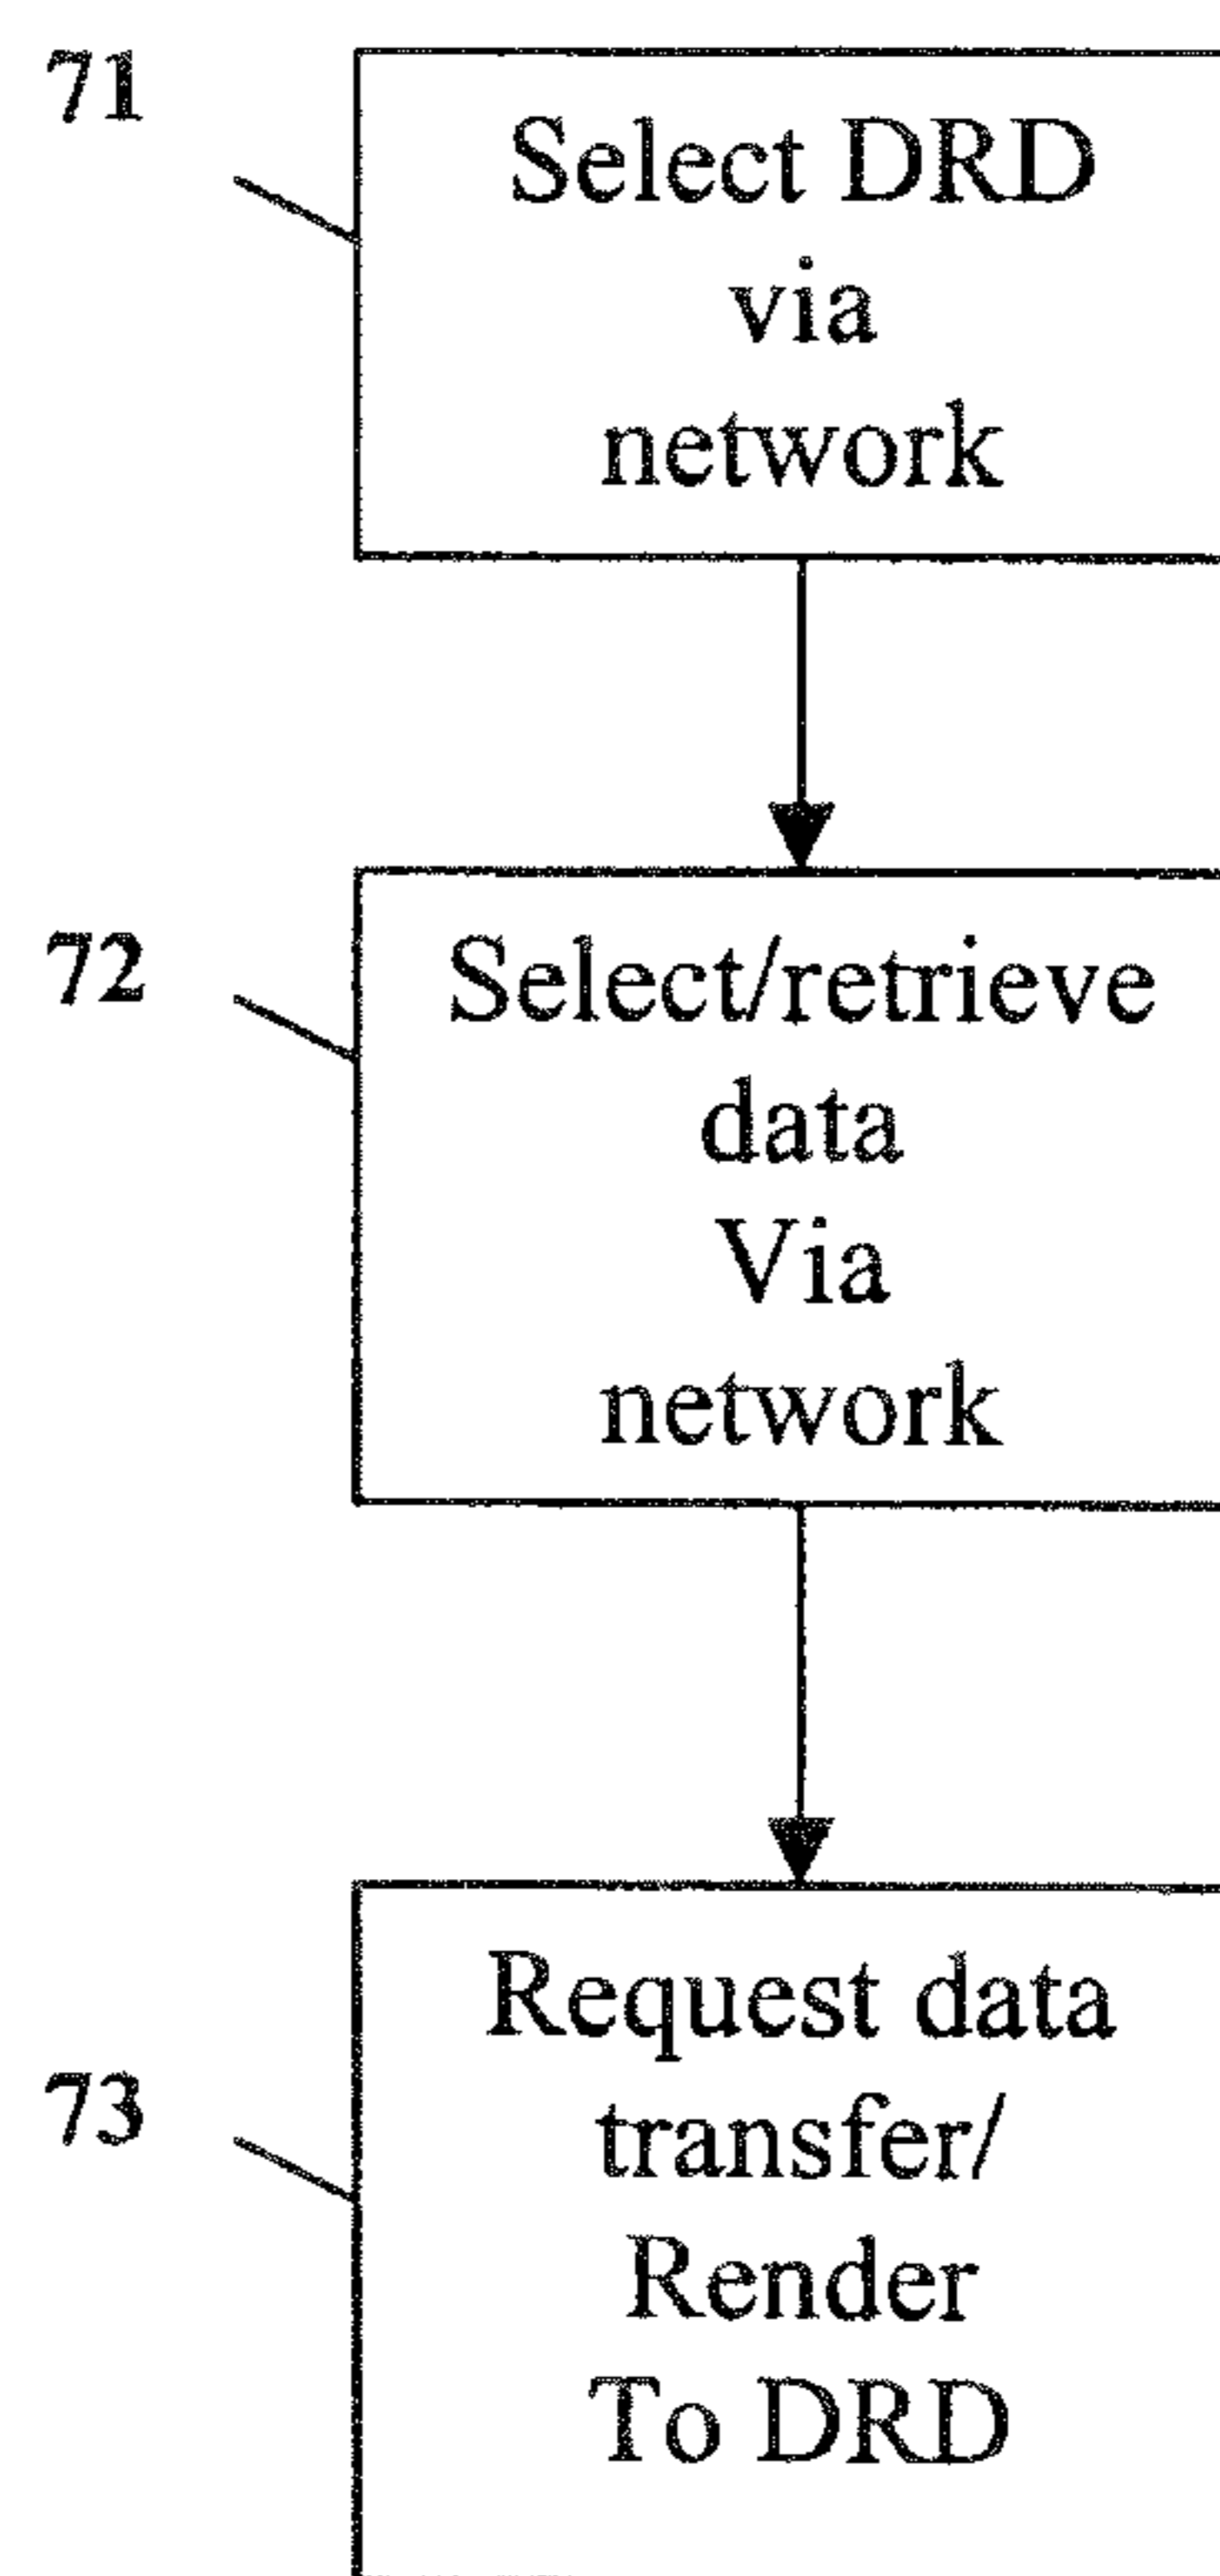 71
Select DRD
via
network
72
Select/retrieve
data
Via
network
73
Request data
transfer/
Render
To DRD